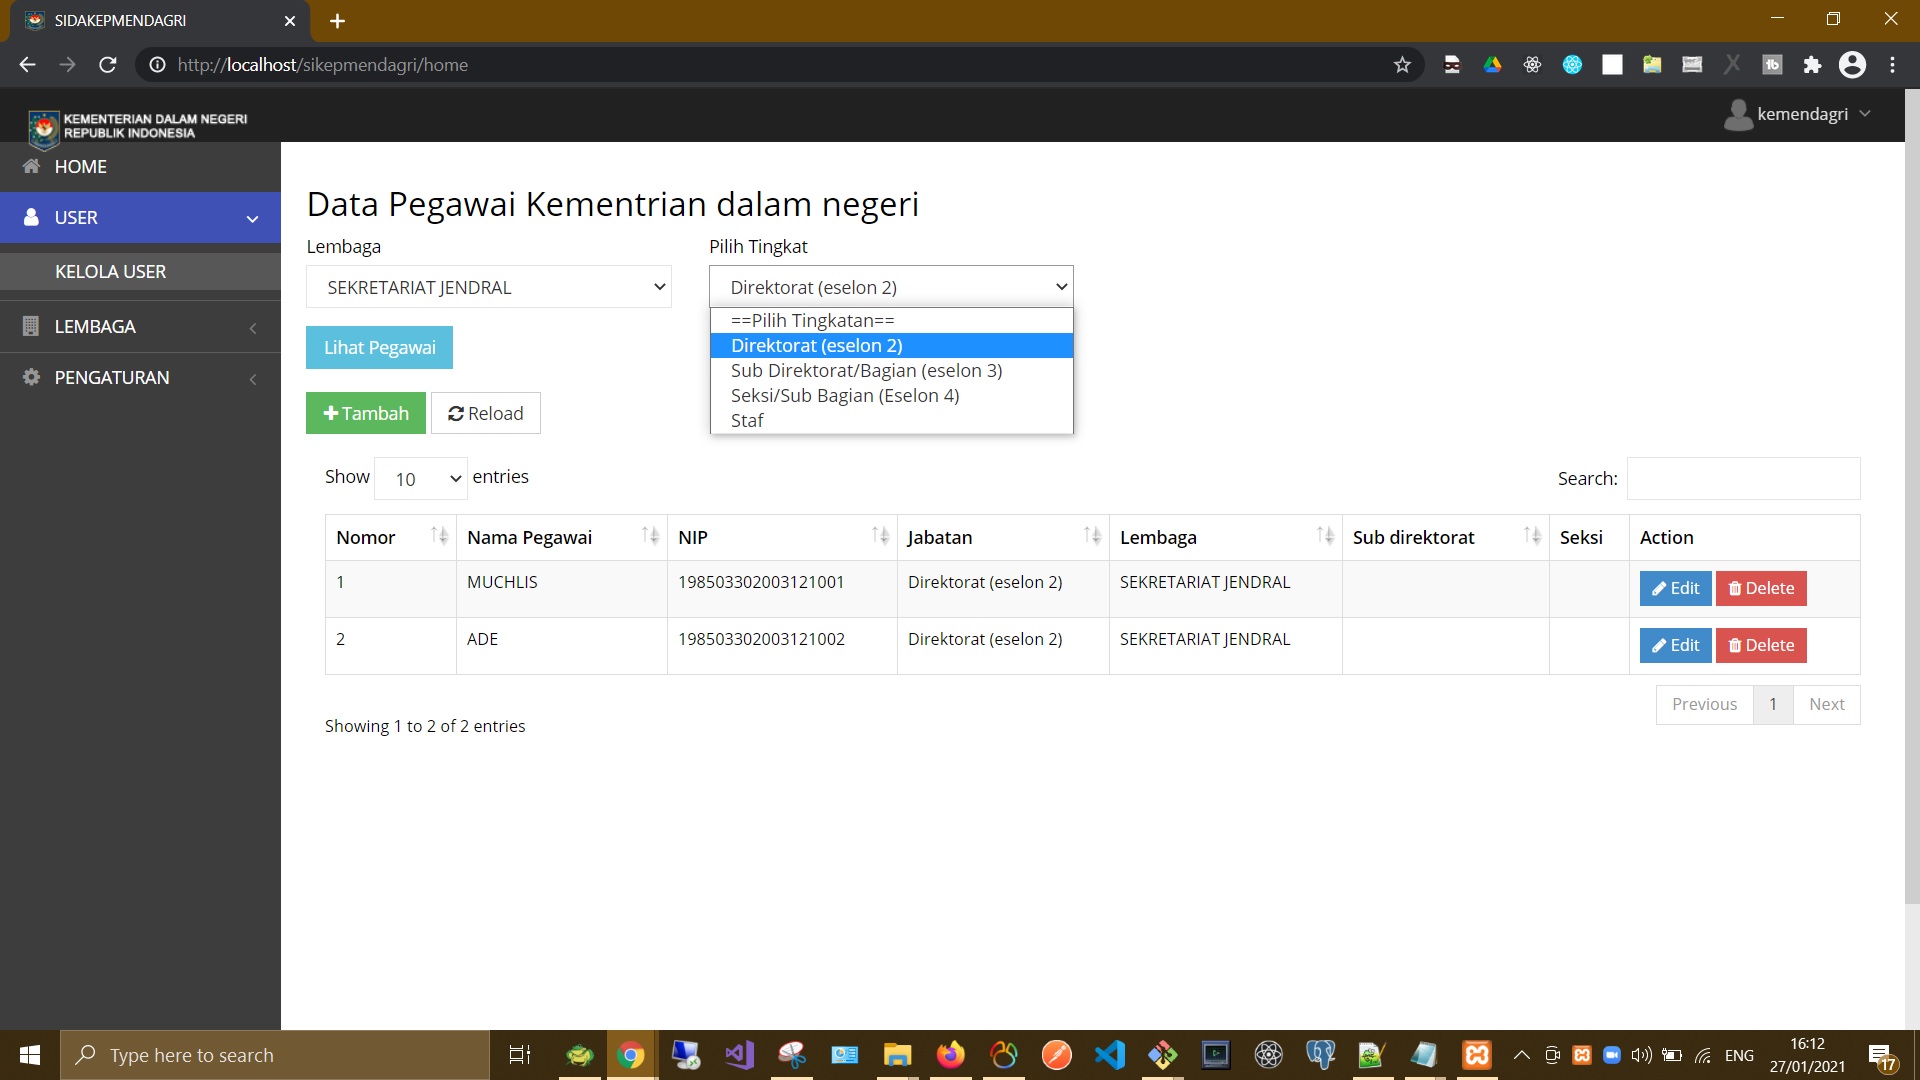 SIDAKEPMENDAGRI
http://localhost/sikepmendagri/home
KEMENTERIAN DALAM NEGERI
REPUBLIK INDONESIA
kemendagri
HOME
USER
KELOLA USER
LEMBAGA
PENGATURAN
Data Pegawai Kementrian dalam negeri
Lembaga
Pilih Tingkat
SEKRETARIAT JENDRAL
Direktorat (eselon 2)
==Pilih Tingkatan==
Direktorat (eselon 2)
Sub Direktorat/Bagian (eselon 3)
Seksi/Sub Bagian (Eselon 4)
Staf
Lihat Pegawai
Tambah
Reload
Show 10 entries
Search:
Nomor Nama Pegawai NIP Jabatan Lembaga Sub direktorat Seksi Action
1 MUCHLIS 198503302003121001 Direktorat (eselon 2) SEKRETARIAT JENDRAL Edit Delete
2 ADE 198503302003121002 Direktorat (eselon 2) SEKRETARIAT JENDRAL Edit Delete
Previous 1 Next
Showing 1 to 2 of 2 entries
Type here to search
ENG
16:12
27/01/2021
17